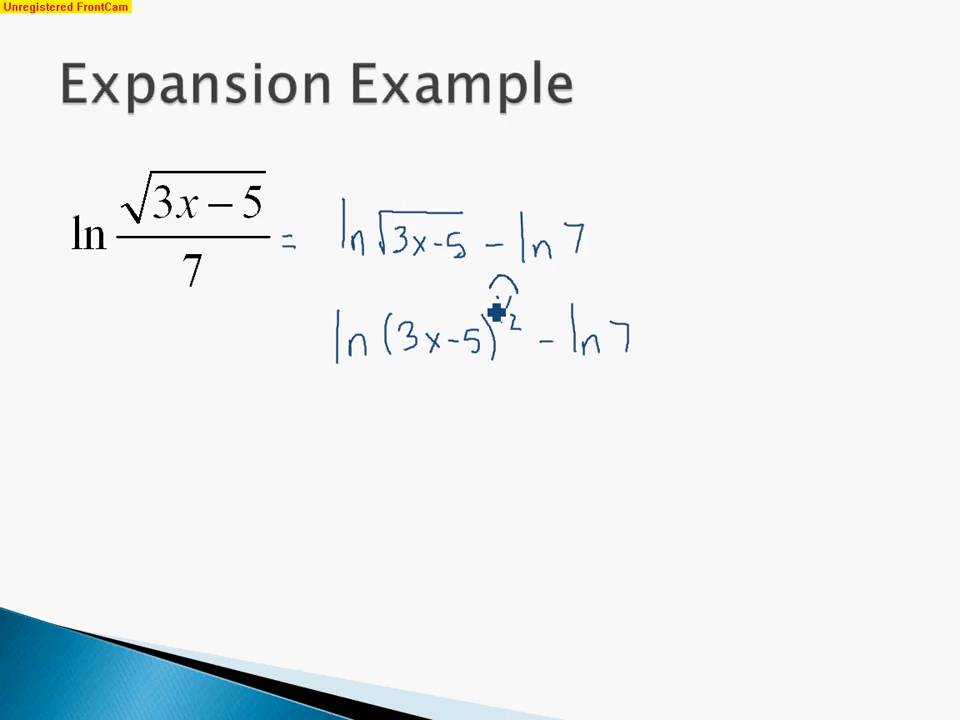 Unregistered FrontCam
Expansion Example
ln √(3x − 5) / 7 = ln √(3x-5) - ln 7
ln (3x-5)^1/2 - ln 7